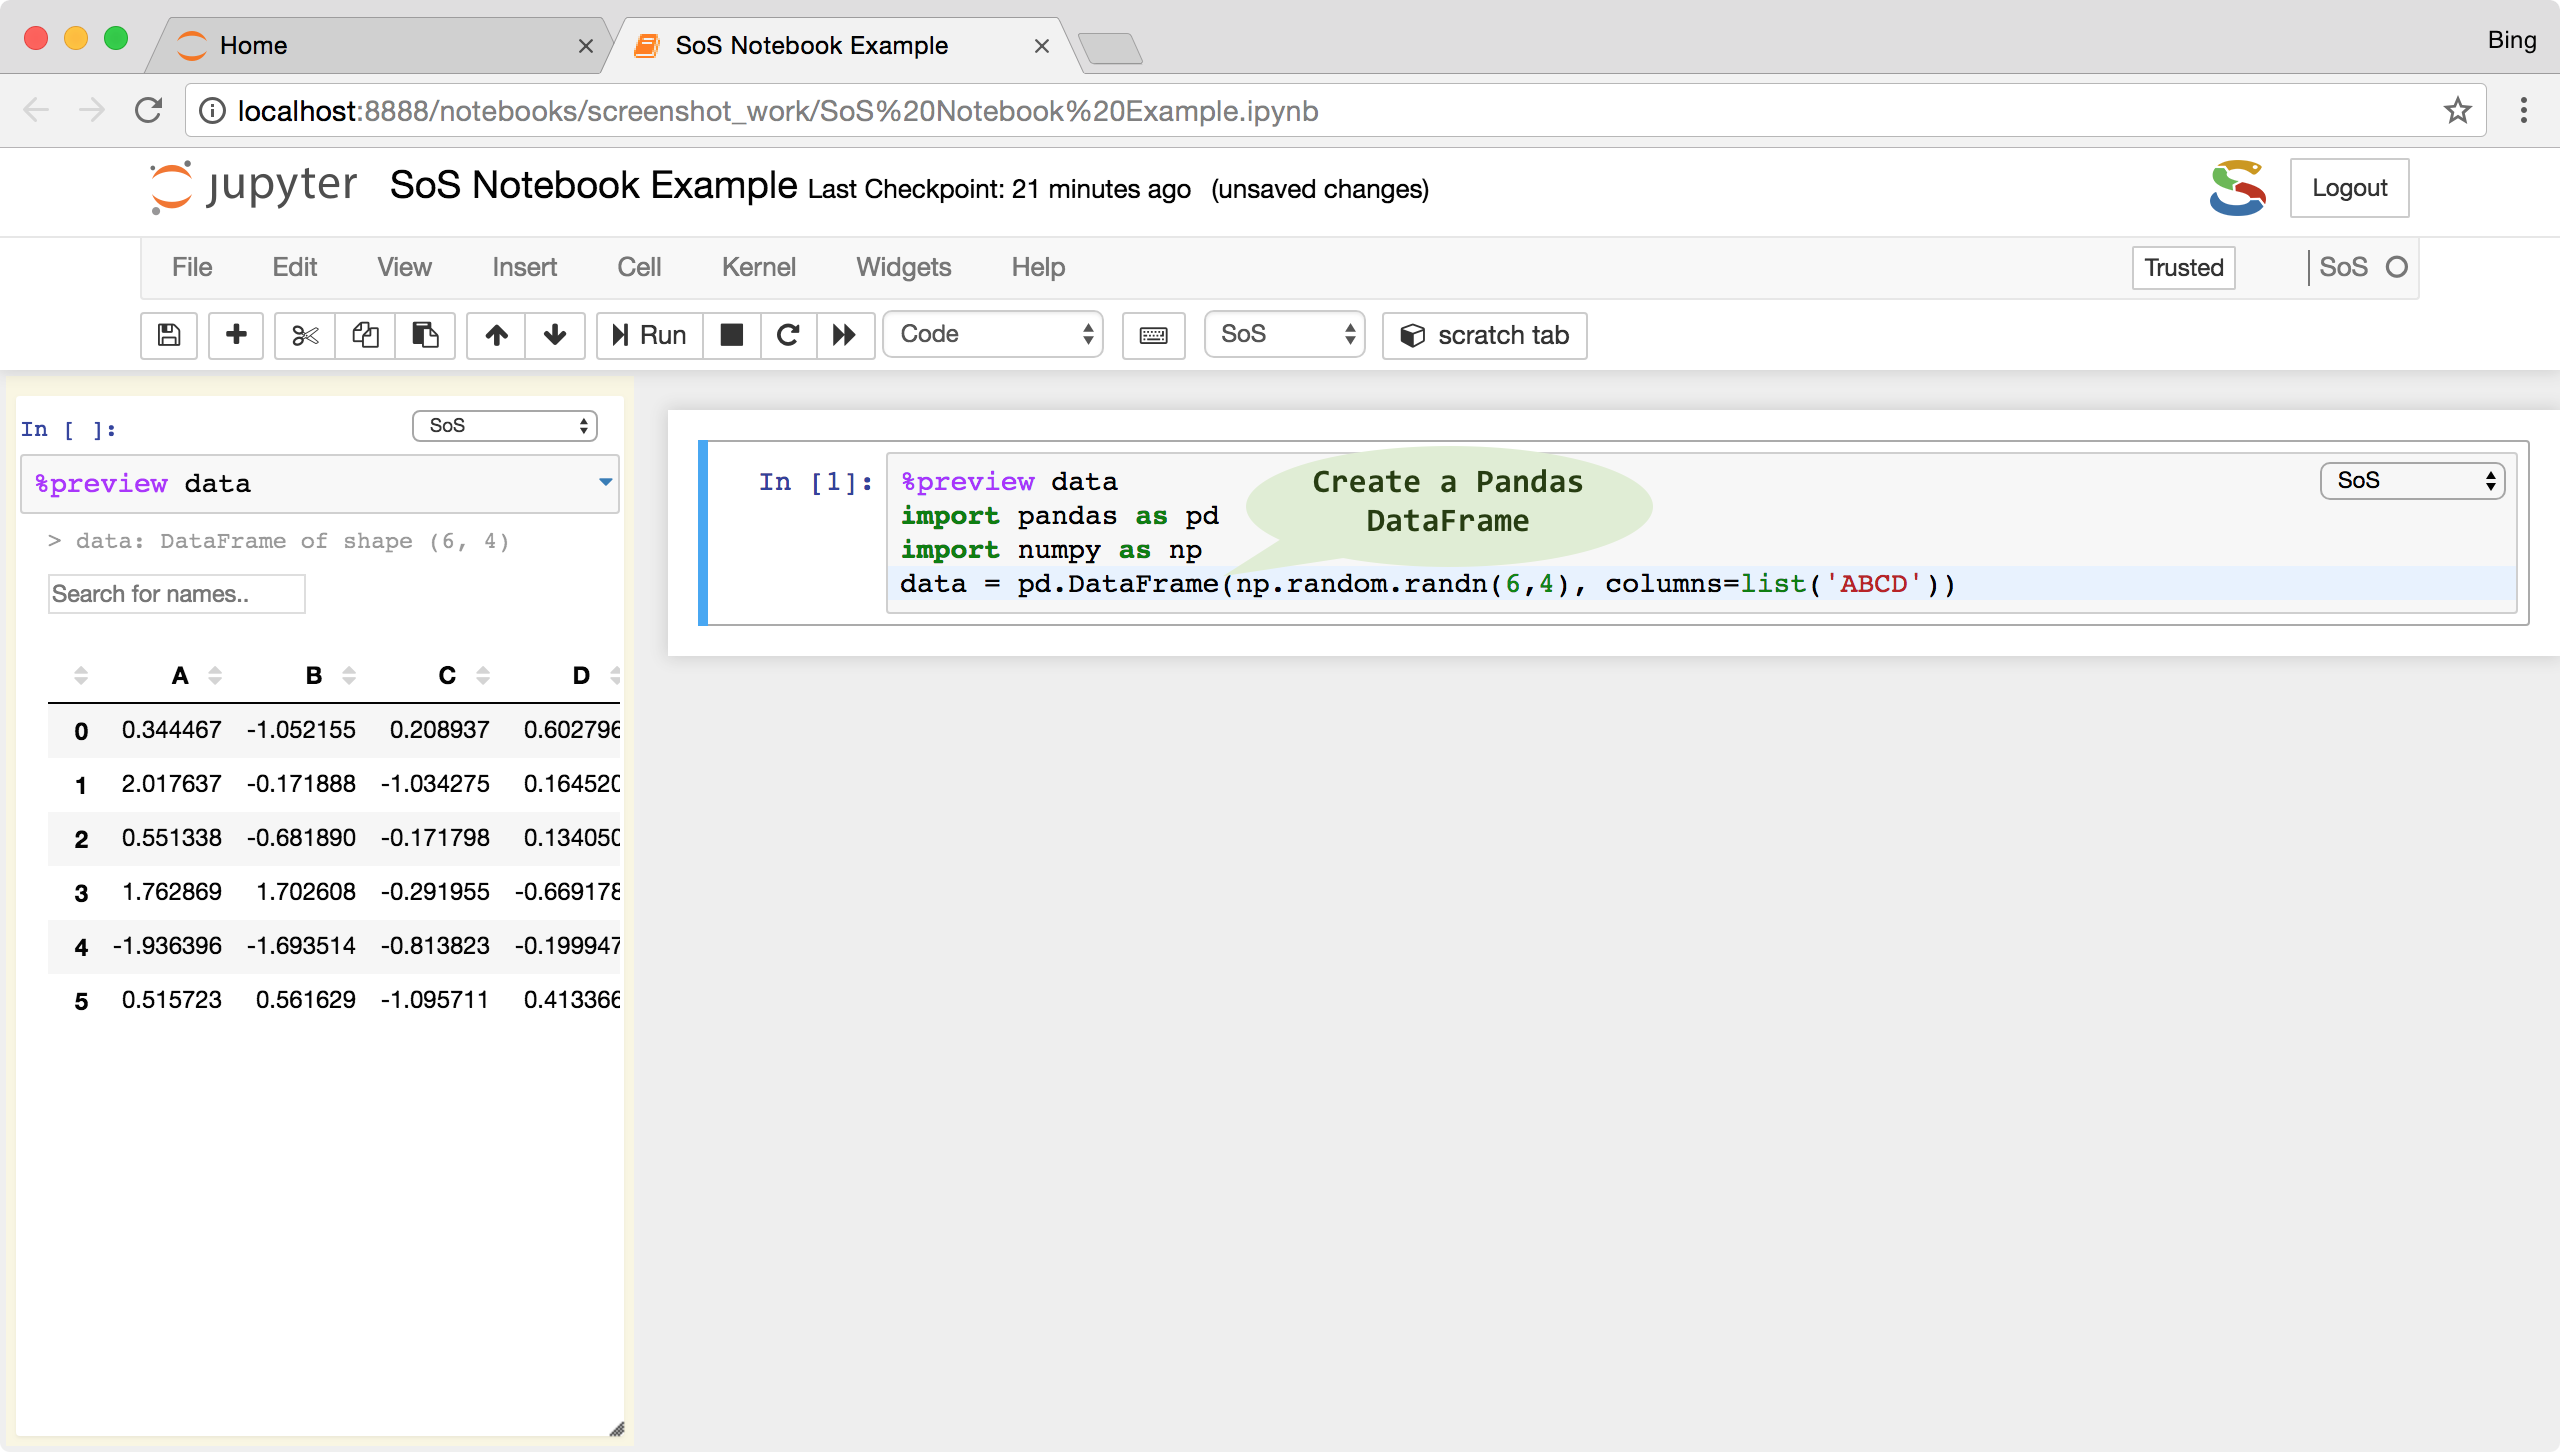 Home
SoS Notebook Example
Bing
localhost:8888/notebooks/screenshot_work/SoS%20Notebook%20Example.ipynb
jupyter SoS Notebook Example Last Checkpoint: 21 minutes ago (unsaved changes)
Logout
File Edit View Insert Cell Kernel Widgets Help
Trusted
SoS
Run
Code
SoS
scratch tab
In [ ]:
SoS
%preview data
> data: DataFrame of shape (6, 4)
Search for names..
A B C D
0 0.344467 -1.052155 0.208937 0.602796
1 2.017637 -0.171888 -1.034275 0.164520
2 0.551338 -0.681890 -0.171798 0.134050
3 1.762869 1.702608 -0.291955 -0.669178
4 -1.936396 -1.693514 -0.813823 -0.199947
5 0.515723 0.561629 -1.095711 0.413366
In [1]:
%preview data
import pandas as pd
import numpy as np
data = pd.DataFrame(np.random.randn(6,4), columns=list('ABCD'))
Create a Pandas
DataFrame
SoS